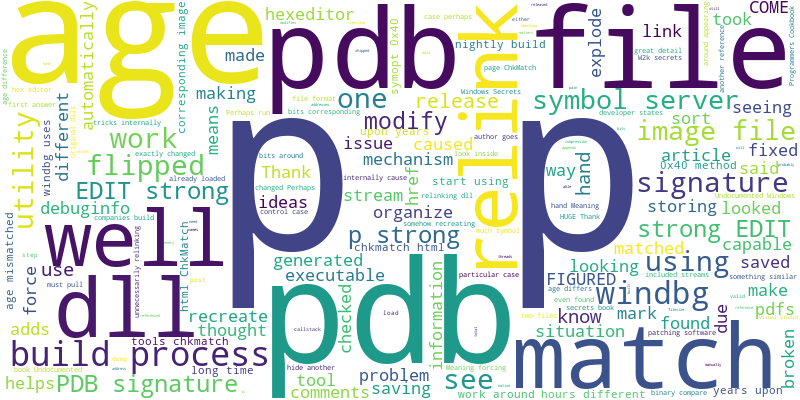 age
pdb file
p p
pdb
match
dll
well
relink
build process
windbg
using
signature
image file
symbol server
flipped
work
utility
modify
one
see
EDIT strong
strong EDIT
p strong
PDB signature
hexeditor
nightly build
symopt 0x40
case perhaps
made
making
automatically
corresponding image
different
means
windbg uses
hex editor
age difference
first answer
tricks internally
exactly changed
already loaded
companies build
debuginfo
Thank
ideas
issue
mechanism
caused
release
upon years
file format
bits corresponding
Perhaps run
bits around
changed Perhaps
internally cause
control case
stream
organize
href
chkmatch html
start using
relinking dll
author goes
look inside
page ChkMatch
Windows Secrets
explode
link
took
COME
great detail
W2k secrets
another reference
around appearing
Programmers Cookbook
seeing
sort
developer states
0x40 method
article
fixed
said
way
hand
storing
looked
capable
looking
matched
saved
FIGURED
hand Meaning
HUGE Thank
Undocumented Windows
included streams
even found
something similar
secrets book
age differs
particular case
two files
know
situation
mark
found
due
make
pdfs
broken
patching software
years upon
binary compare
work around hours different
Meaning forcing
information
somehow recreating
generated
executable
checked
problem
saving
tool
comments
hide another
callstack
load
recreate
thought
tools chkmatch
long time
html ChkMatch
unnecessarily relinking
must pull
force
use
adds
helps
age mismatched
step
book Undocumented
much symbol